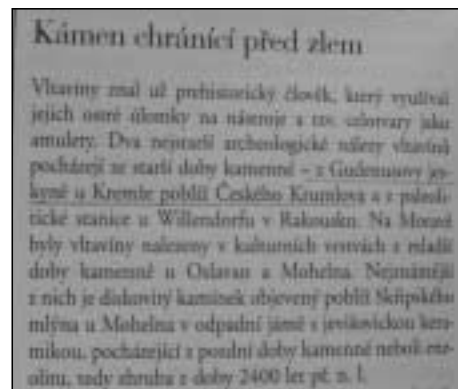 Kámen chránící před zlem
Vltavíny znal už prehistorický člověk, který využíval
jejich ostré úlomky na nástroje a tzv. celotvary jako
amulety. Dva nejstarší archeologické nálezy vltavínů
pocházejí ze starší doby kamenné – z Gudenusovy jes-
kyně u Kremže poblíž Českého Krumlova a z paleoli-
tické stanice u Willendorfu v Rakousku. Na Moravě
byly vltavíny nalezeny v kulturních vrstvách z mladší
doby kamenné u Oslavan a Mohelna. Nejznámější
z nich je diskovitý kamínek objevený poblíž Skřipského
mlýna u Mohelna v odpadní jámě s jevišovickou kera-
mikou, pocházející z pozdní doby kamenné neboli ene-
olitu, tedy zhruba z doby 2400 let př. n. l.